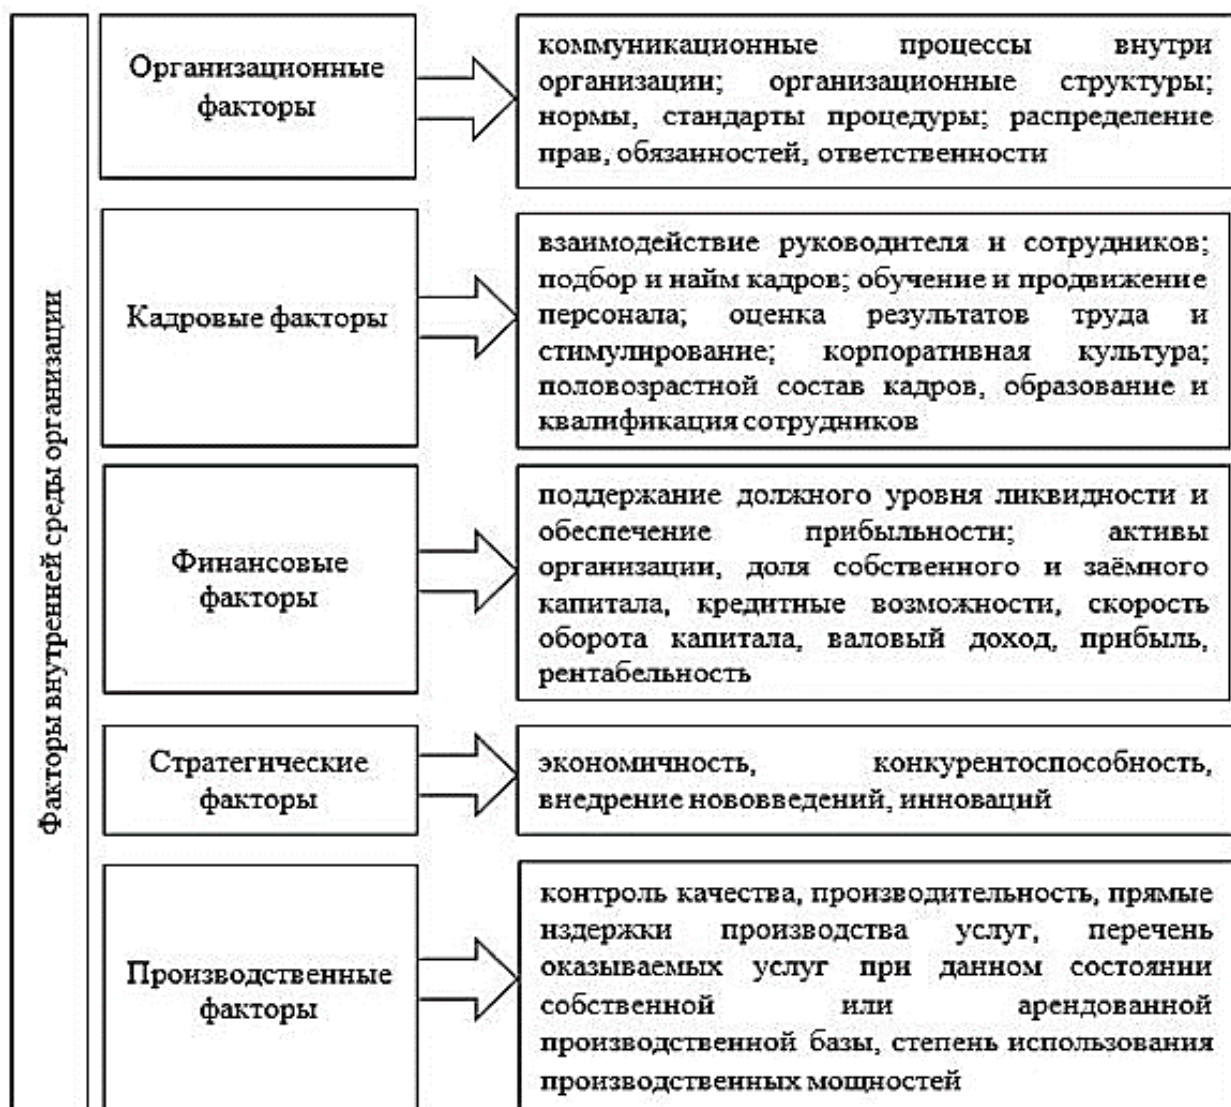 Факторы внутренней среды организации
Организационные
факторы
коммуникационные процессы внутри
организации; организационные структуры;
нормы, стандарты процедуры; распределение
прав, обязанностей, ответственности
Кадровые факторы
взаимодействие руководителя и сотрудников;
подбор и найм кадров; обучение и продвижение
персонала; оценка результатов труда и
стимулирование; корпоративная культура;
половозрастной состав кадров, образование и
квалификация сотрудников
Финансовые
факторы
поддержание должного уровня ликвидности и
обеспечение прибыльности; активы
организации, доля собственного и заёмного
капитала, кредитные возможности, скорость
оборота капитала, валовый доход, прибыль,
рентабельность
Стратегические
факторы
экономичность, конкурентоспособность,
внедрение нововведений, инноваций
Производственные
факторы
контроль качества, производительность, прямые
издержки производства услуг, перечень
оказываемых услуг при данном состоянии
собственной или арендованной
производственной базы, степень использования
производственных мощностей